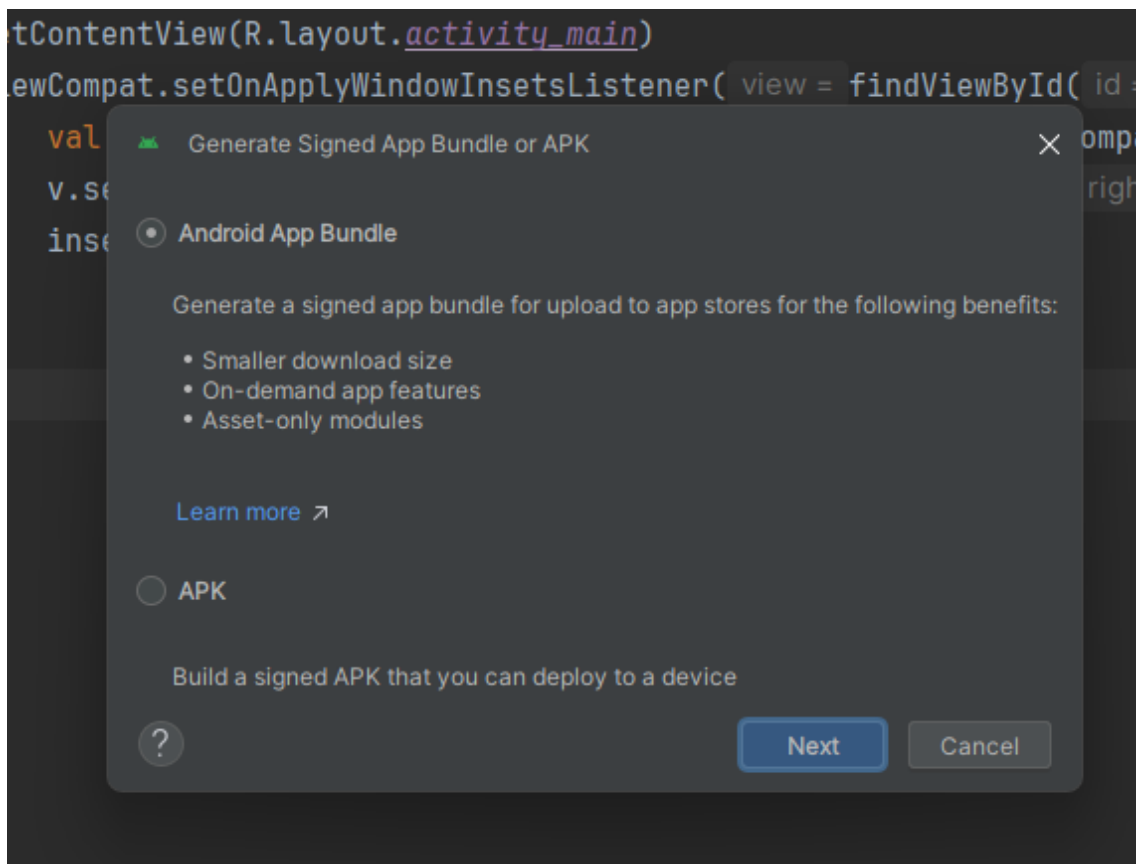 tContentView(R.layout.activity_main)
ewCompat.setOnApplyWindowInsetsListener( view = findViewById( id =
val
Generate Signed App Bundle or APK
v.se
righ
inse
Android App Bundle
Generate a signed app bundle for upload to app stores for the following benefits:
• Smaller download size
• On-demand app features
• Asset-only modules
Learn more ↗
APK
Build a signed APK that you can deploy to a device
? Next Cancel